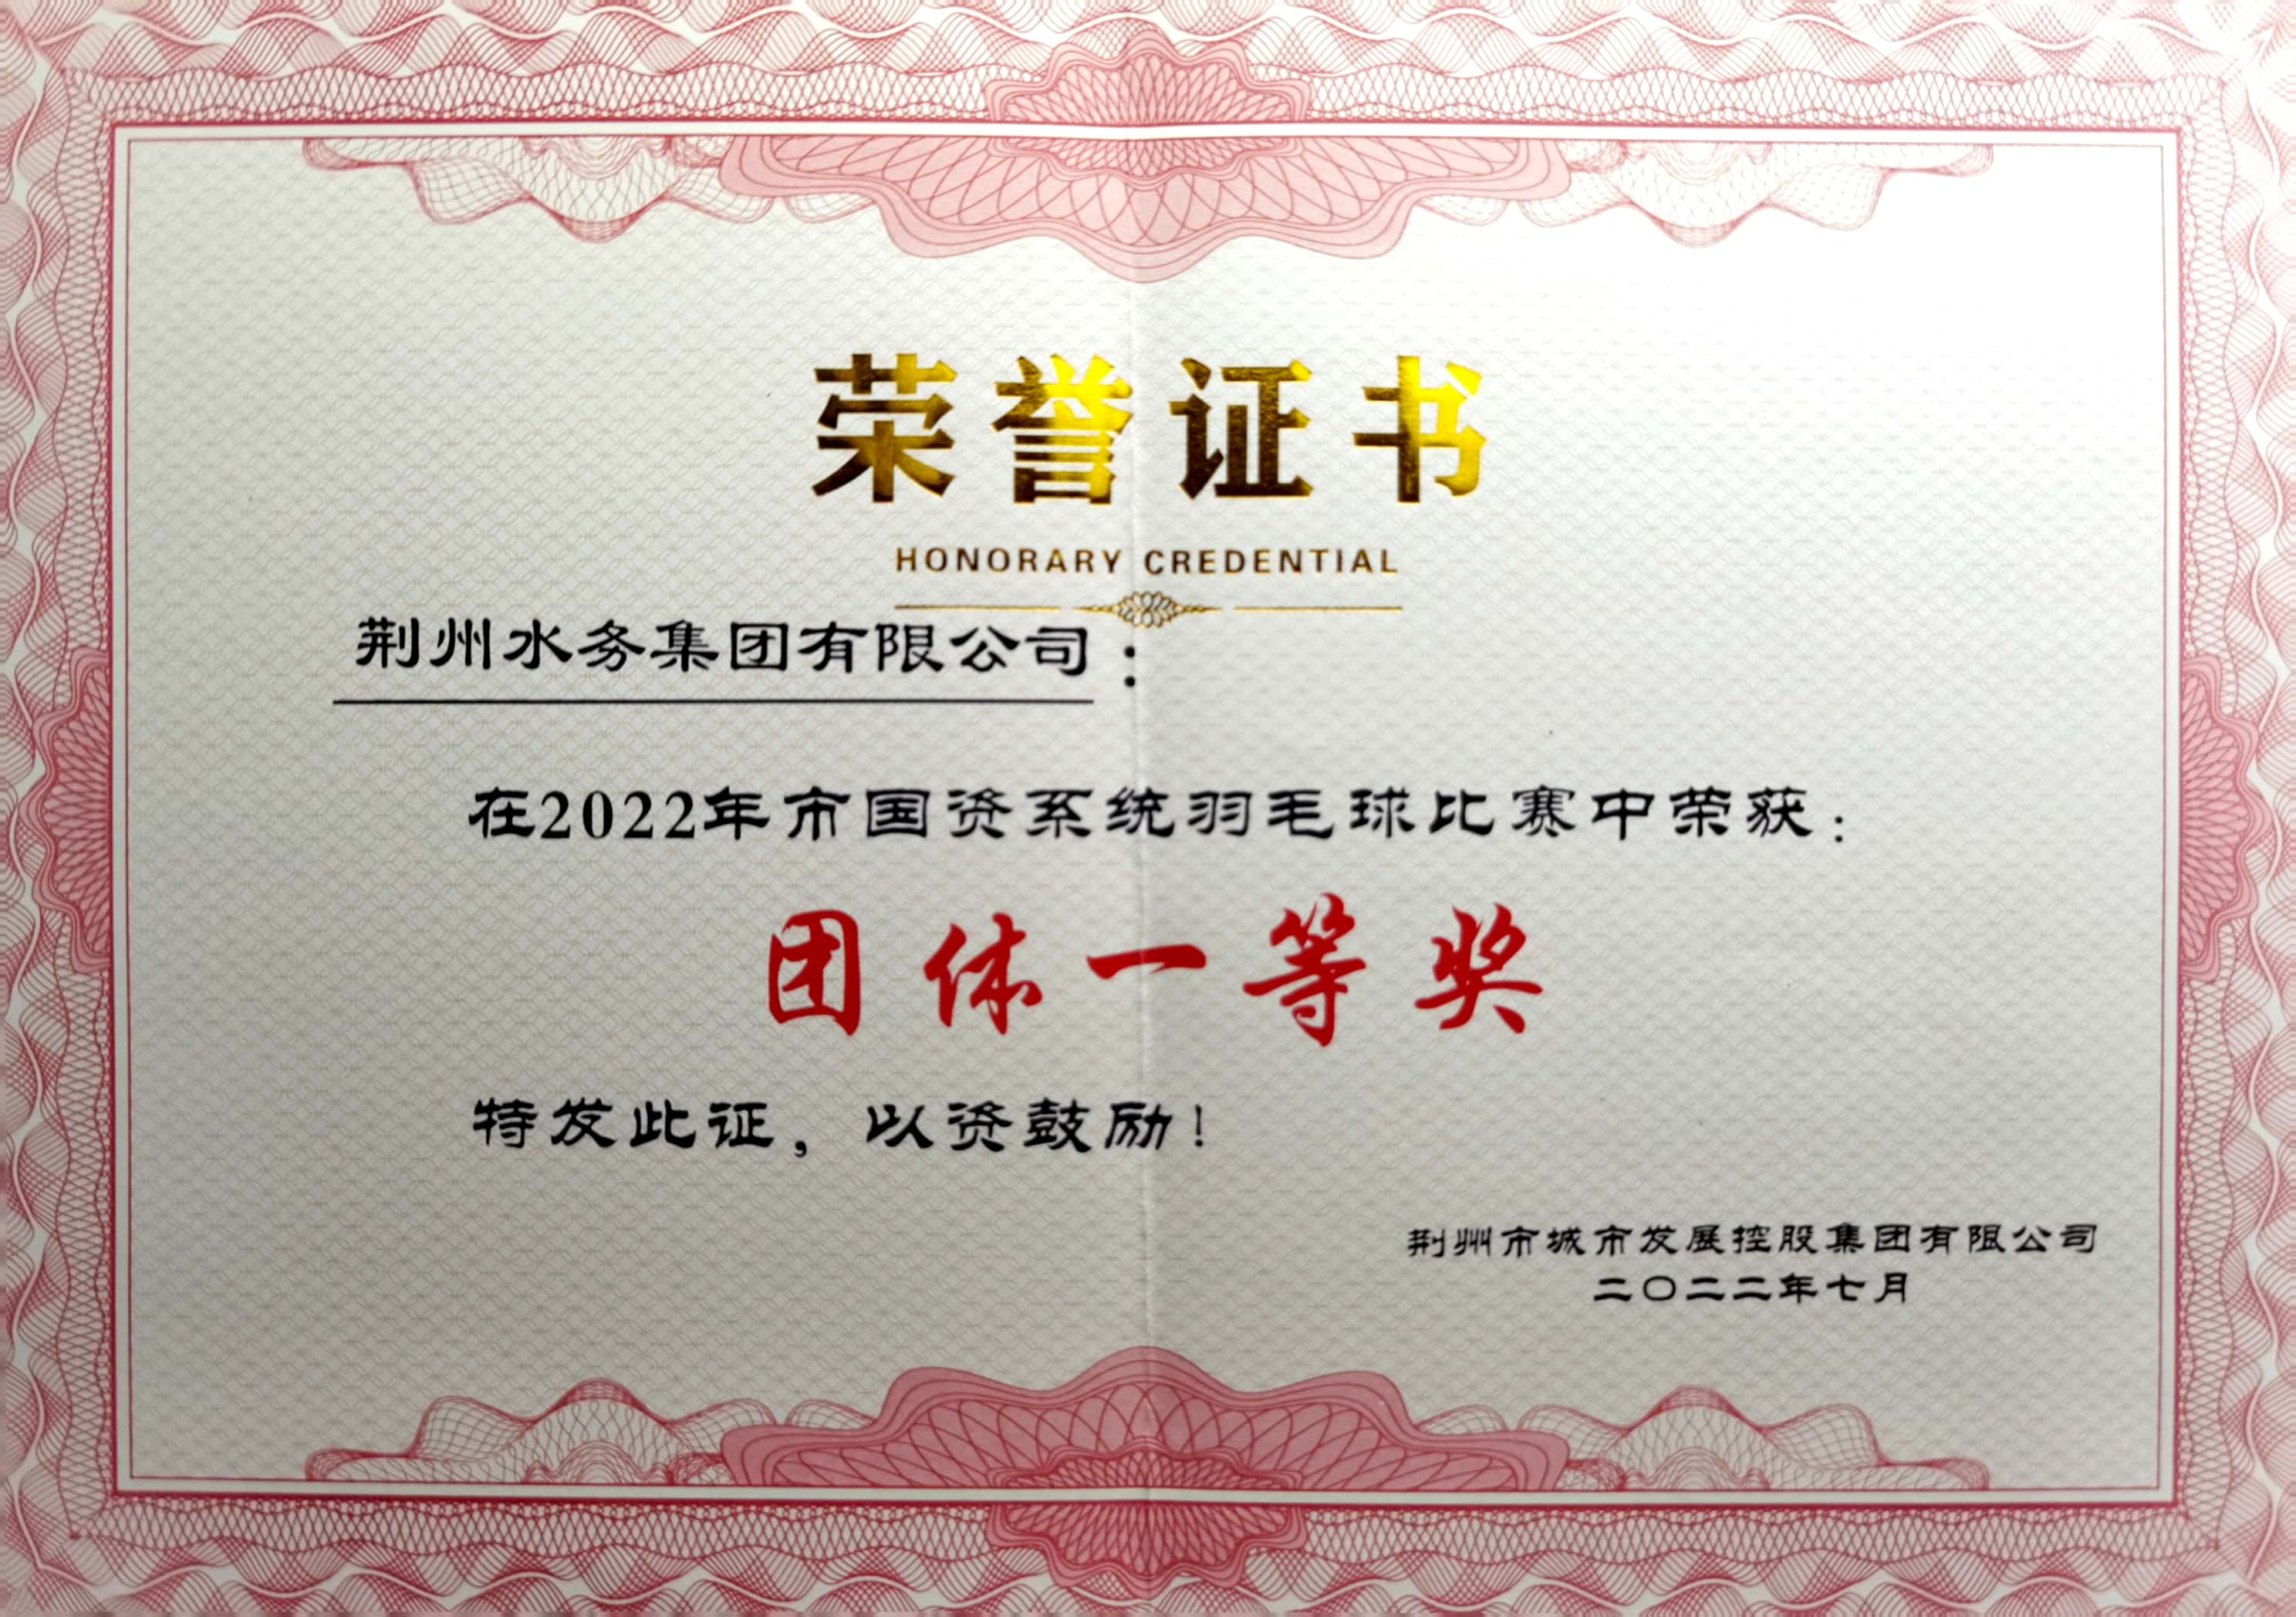 荣誉证书
HONORARY CREDENTIAL
荆州水务集团有限公司：
在2022年市国资系统羽毛球比赛中荣获：
团体一等奖
特发此证，以资鼓励！
荆州市城市发展控股集团有限公司
二〇二二年七月